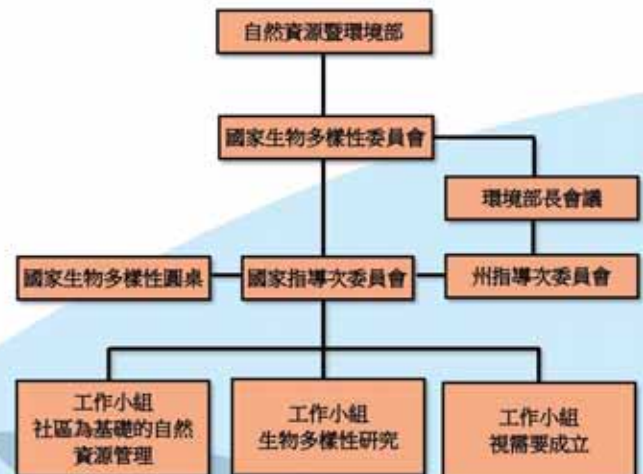 自然資源暨環境部
國家生物多樣性委員會
環境部長會議
國家生物多樣性圓桌
國家指導次委員會
州指導次委員會
工作小組
社區為基礎的自然
資源管理
工作小組
生物多樣性研究
工作小組
視需要成立